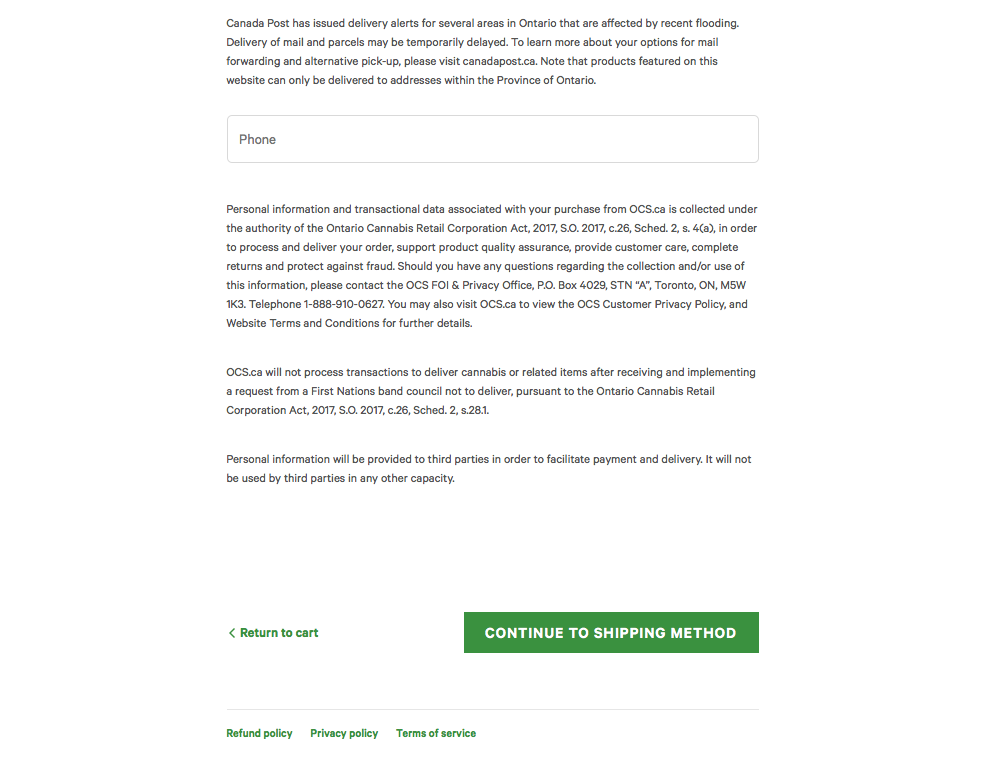 Canada Post has issued delivery alerts for several areas in Ontario that are affected by recent flooding.
Delivery of mail and parcels may be temporarily delayed. To learn more about your options for mail
forwarding and alternative pick-up, please visit canadapost.ca. Note that products featured on this
website can only be delivered to addresses within the Province of Ontario.
Phone
Personal information and transactional data associated with your purchase from OCS.ca is collected under
the authority of the Ontario Cannabis Retail Corporation Act, 2017, S.O. 2017, c.26, Sched. 2, s. 4(a), in order
to process and deliver your order, support product quality assurance, provide customer care, complete
returns and protect against fraud. Should you have any questions regarding the collection and/or use of
this information, please contact the OCS FOI & Privacy Office, P.O. Box 4029, STN “A”, Toronto, ON, M5W
1K3. Telephone 1-888-910-0627. You may also visit OCS.ca to view the OCS Customer Privacy Policy, and
Website Terms and Conditions for further details.
OCS.ca will not process transactions to deliver cannabis or related items after receiving and implementing
a request from a First Nations band council not to deliver, pursuant to the Ontario Cannabis Retail
Corporation Act, 2017, S.O. 2017, c.26, Sched. 2, s.28.1.
Personal information will be provided to third parties in order to facilitate payment and delivery. It will not
be used by third parties in any other capacity.
Return to cart
CONTINUE TO SHIPPING METHOD
Refund policy Privacy policy Terms of service